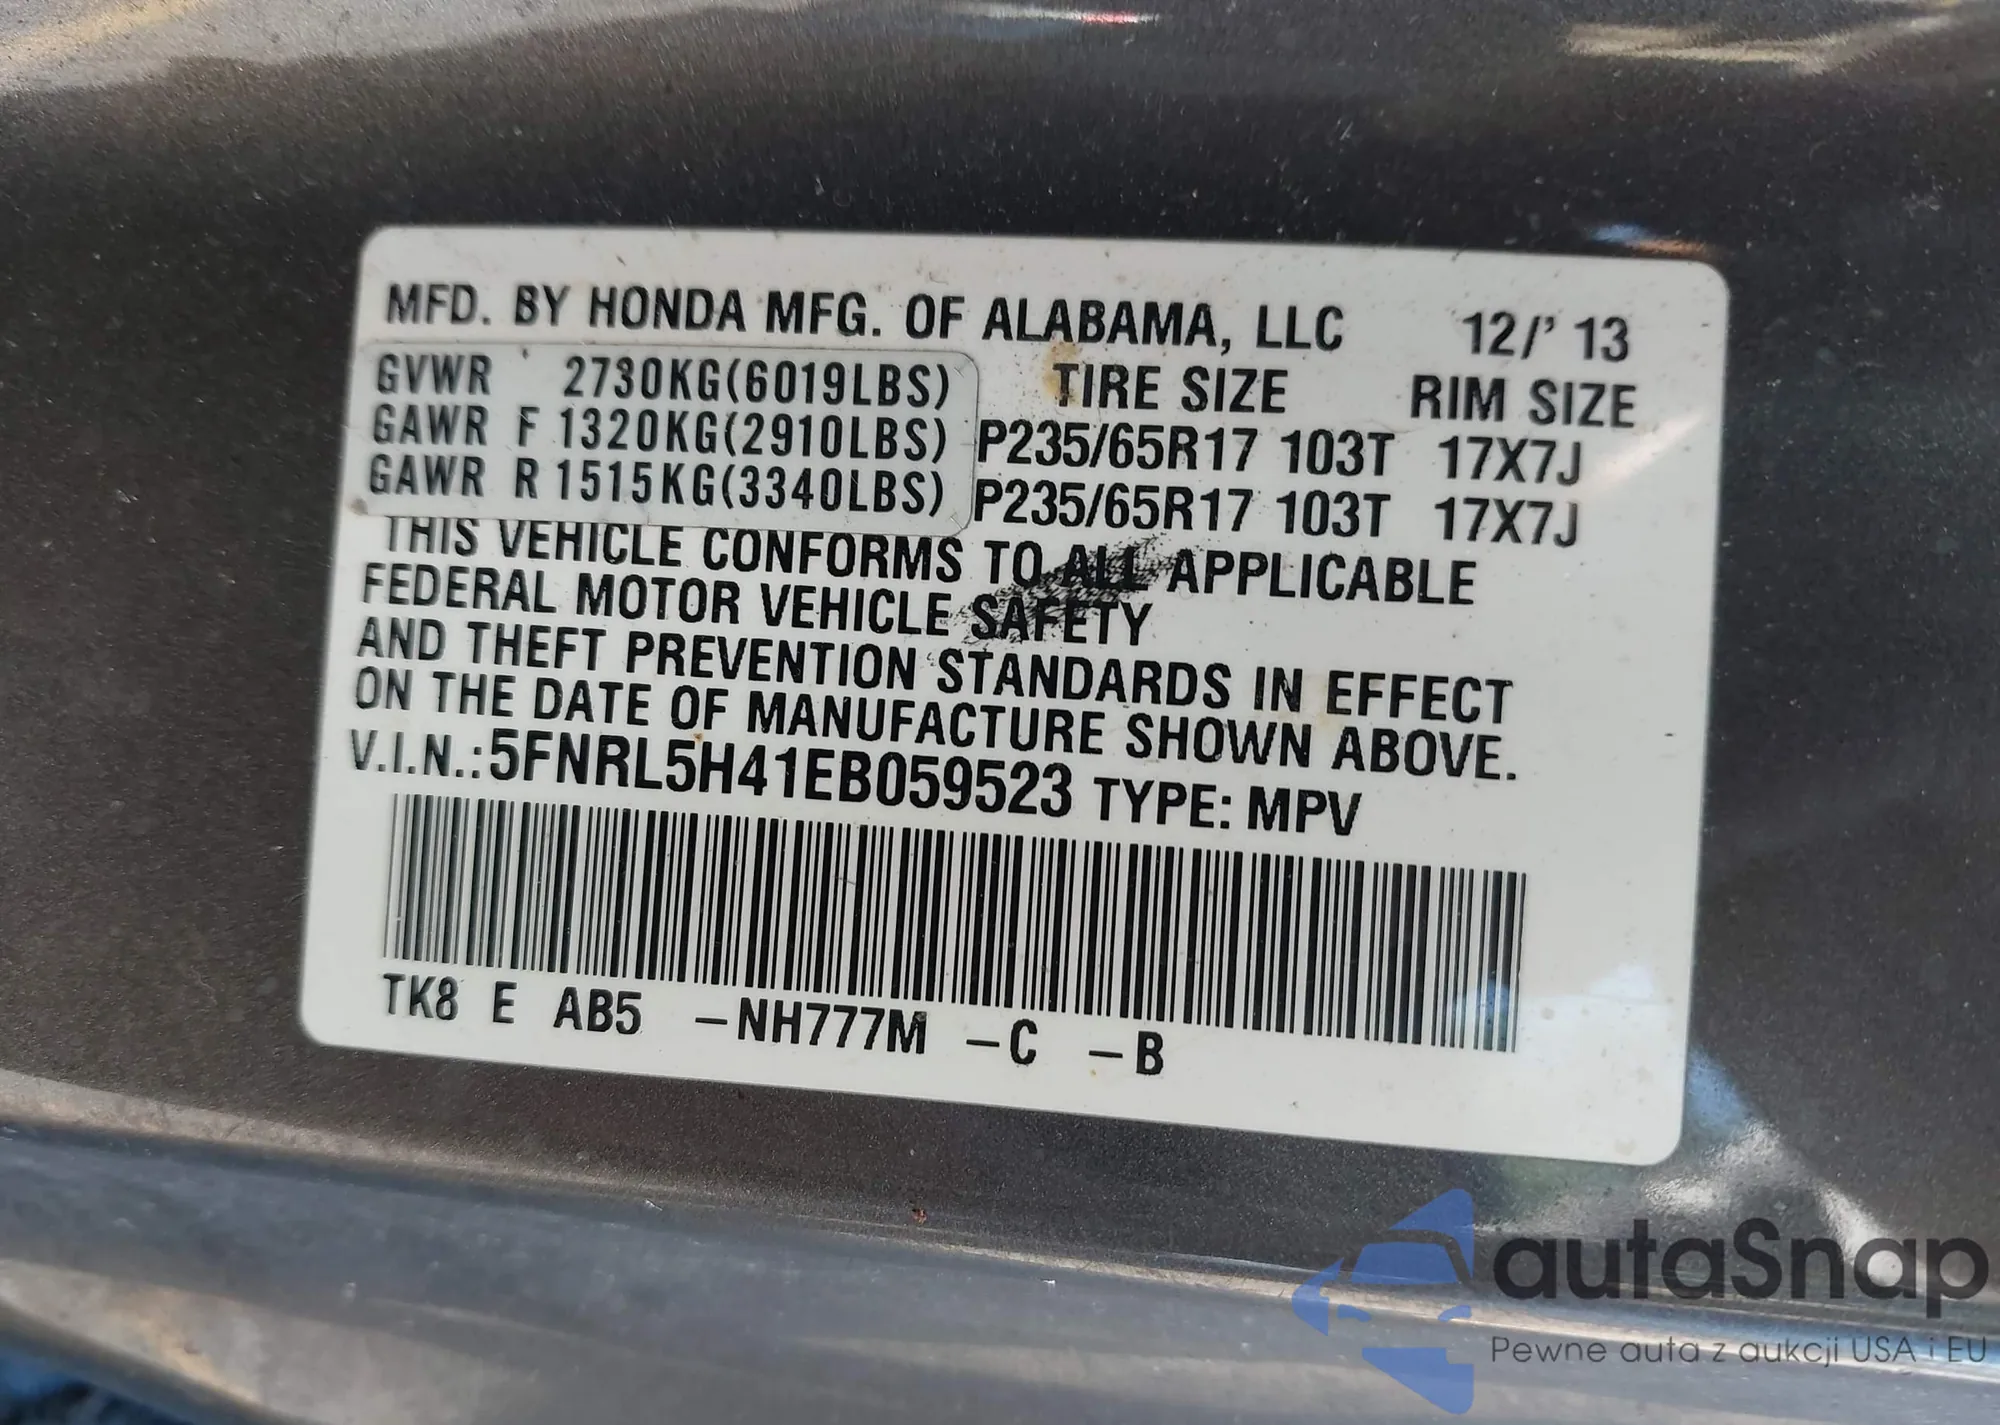 MFD. BY HONDA MFG. OF ALABAMA, LLC 12/' 13
GVWR 2730KG(6019LBS) TIRE SIZE RIM SIZE
GAWR F 1320KG(2910LBS) P235/65R17 103T 17X7J
GAWR R 1515KG(3340LBS) P235/65R17 103T 17X7J
THIS VEHICLE CONFORMS TO ALL APPLICABLE
FEDERAL MOTOR VEHICLE SAFETY
AND THEFT PREVENTION STANDARDS IN EFFECT
ON THE DATE OF MANUFACTURE SHOWN ABOVE.
V.I.N.: 5FNRL5H41EB059523 TYPE: MPV
TK8 E AB5 -NH777M -C -B
autaSnap
Pewne auta z aukcji USA i EU